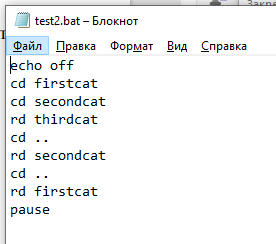 Закре
test2.bat – Блокнот
Файл Правка Формат Вид Справка
echo off
cd firstcat
cd secondcat
rd thirdcat
cd ..
rd secondcat
cd ..
rd firstcat
pause